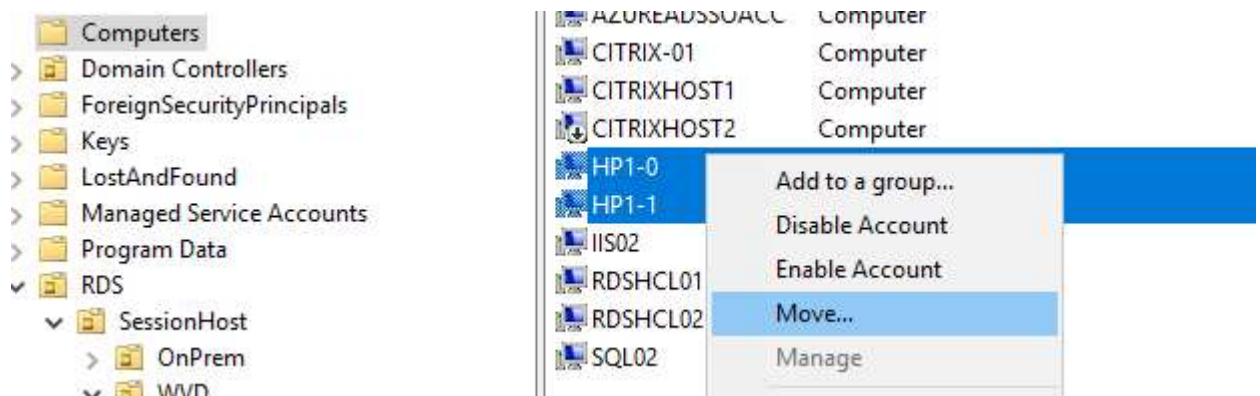 Computers
Domain Controllers
ForeignSecurityPrincipals
Keys
LostAndFound
Managed Service Accounts
Program Data
RDS
SessionHost
OnPrem
WVD
AZUREADSSOACC Computer
CITRIX-01 Computer
CITRIXHOST1 Computer
CITRIXHOST2 Computer
HP1-0
HP1-1
IIS02
RDSHCL01
RDSHCL02
SQL02
Add to a group...
Disable Account
Enable Account
Move...
Manage